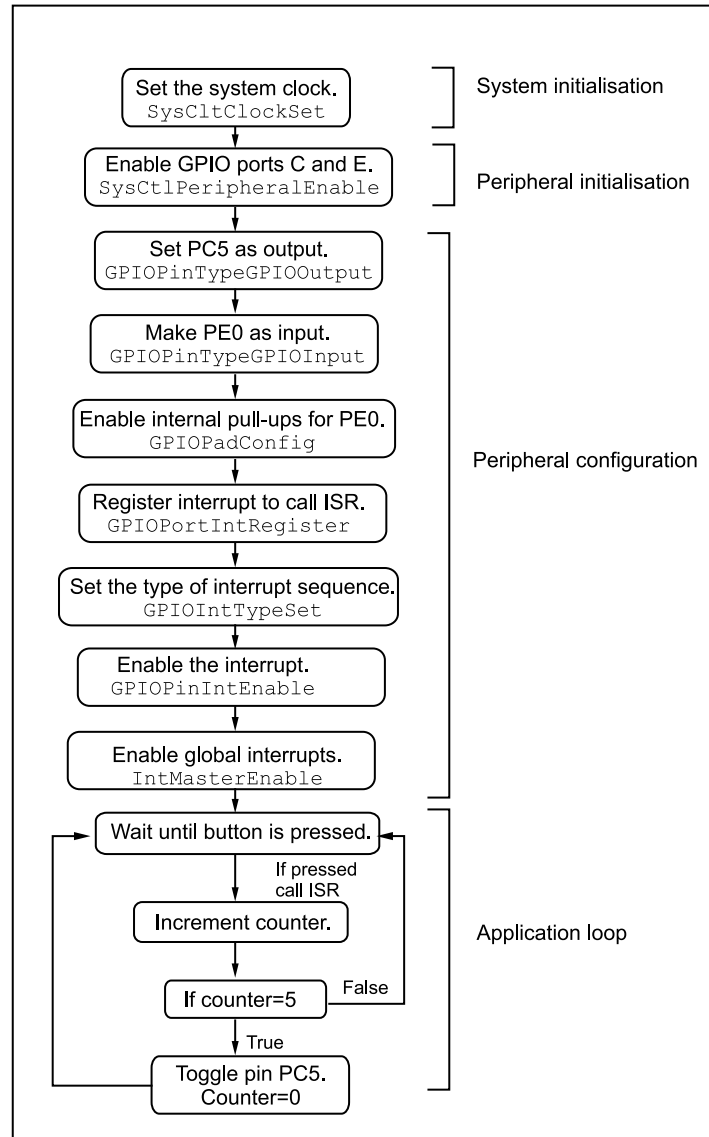 Set the system clock.
SysCltClockSet
System initialisation
Enable GPIO ports C and E.
SysCtlPeripheralEnable
Peripheral initialisation
Set PC5 as output.
GPIOPinTypeGPIOOutput
Make PE0 as input.
GPIOPinTypeGPIOInput
Enable internal pull-ups for PE0.
GPIOPadConfig
Register interrupt to call ISR.
GPIOPortIntRegister
Set the type of interrupt sequence.
GPIOIntTypeSet
Enable the interrupt.
GPIOPinIntEnable
Enable global interrupts.
IntMasterEnable
Peripheral configuration
Wait until button is pressed.
If pressed
call ISR
Increment counter.
If counter=5
False
True
Toggle pin PC5.
Counter=0
Application loop